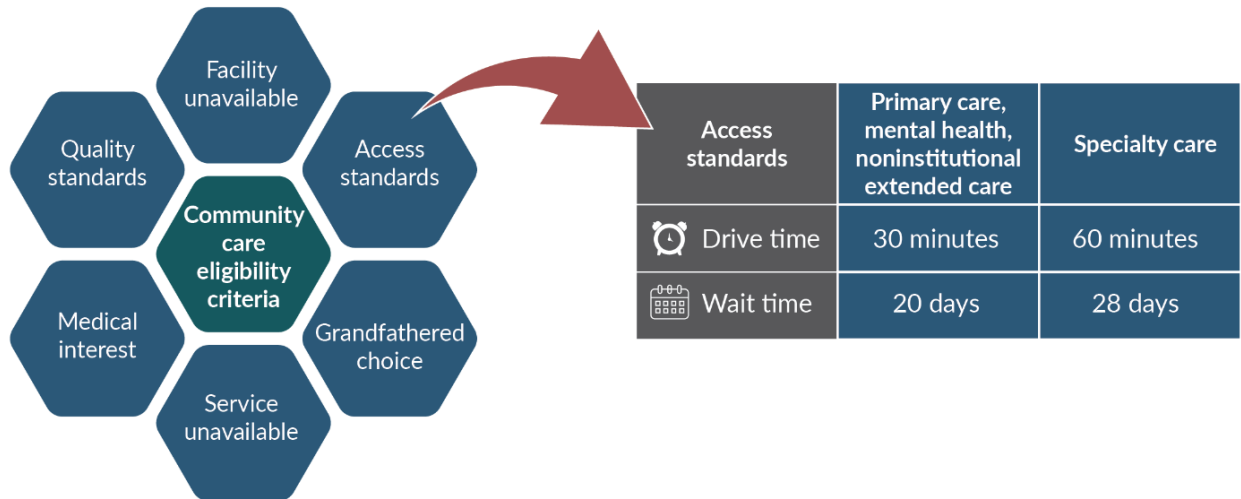 Facility
unavailable
Quality
standards
Access
standards
Community
care
eligibility
criteria
Medical
interest
Grandfathered
choice
Service
unavailable
Access
standards
Primary care,
mental health,
noninstitutional
extended care
Specialty care
Drive time
30 minutes
60 minutes
Wait time
20 days
28 days